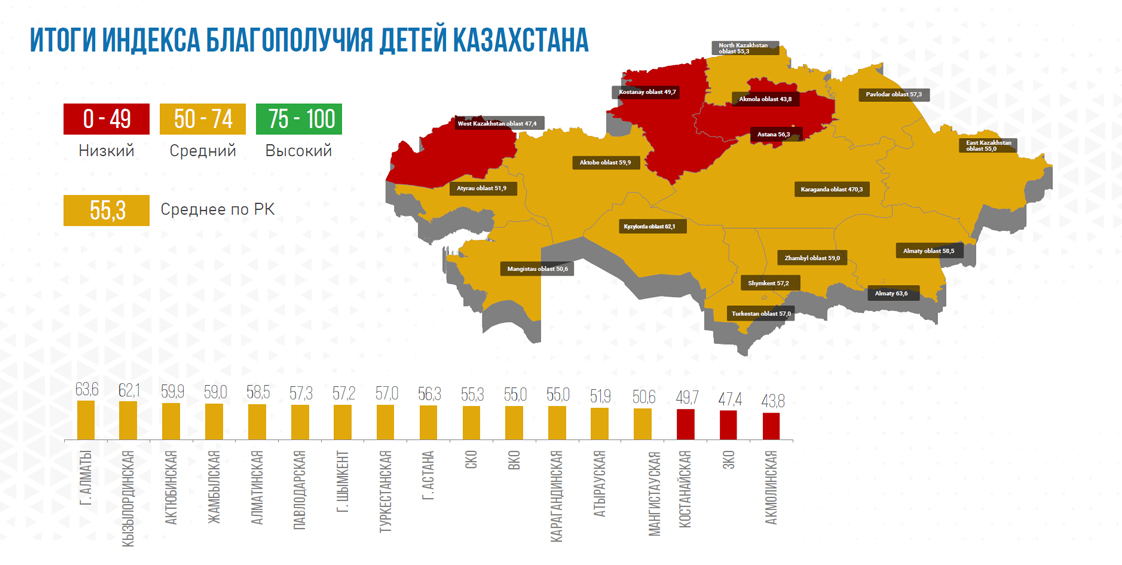 ИТОГИ ИНДЕКСА БЛАГОПОЛУЧИЯ ДЕТЕЙ КАЗАХСТАНА
0 - 49
50 - 74
75 - 100
Низкий
Средний
Высокий
55,3
Среднее по РК
North Kazakhstan
oblast 55,3
Kostanay oblast 49,7
Akmola oblast 43,8
Pavlodar oblast 57,3
West Kazakhstan oblast 47,4
Astana 56,3
East Kazakhstan
oblast 55,0
Aktobe oblast 59,9
Atyrau oblast 51,9
Karaganda oblast 470,3
Kyzylorda oblast 62,1
Almaty oblast 58,5
Zhambyl oblast 59,0
Mangistau oblast 50,6
Shymkent 57,2
Almaty 63,6
Turkestan oblast 57,0
63,6
62,1
59,9
59,0
58,5
57,3
57,2
57,0
56,3
55,3
55,0
55,0
51,9
50,6
49,7
47,4
43,8
Г. АЛМАТЫ
КЫЗЫЛОРДИНСКАЯ
АКТЮБИНСКАЯ
ЖАМБЫЛСКАЯ
АЛМАТИНСКАЯ
ПАВЛОДАРСКАЯ
Г. ШЫМКЕНТ
ТУРКЕСТАНСКАЯ
Г. АСТАНА
СКО
ВКО
КАРАГАНДИНСКАЯ
АТЫРАУСКАЯ
МАНГИСТАУСКАЯ
КОСТАНАЙСКАЯ
ЗКО
АКМОЛИНСКАЯ